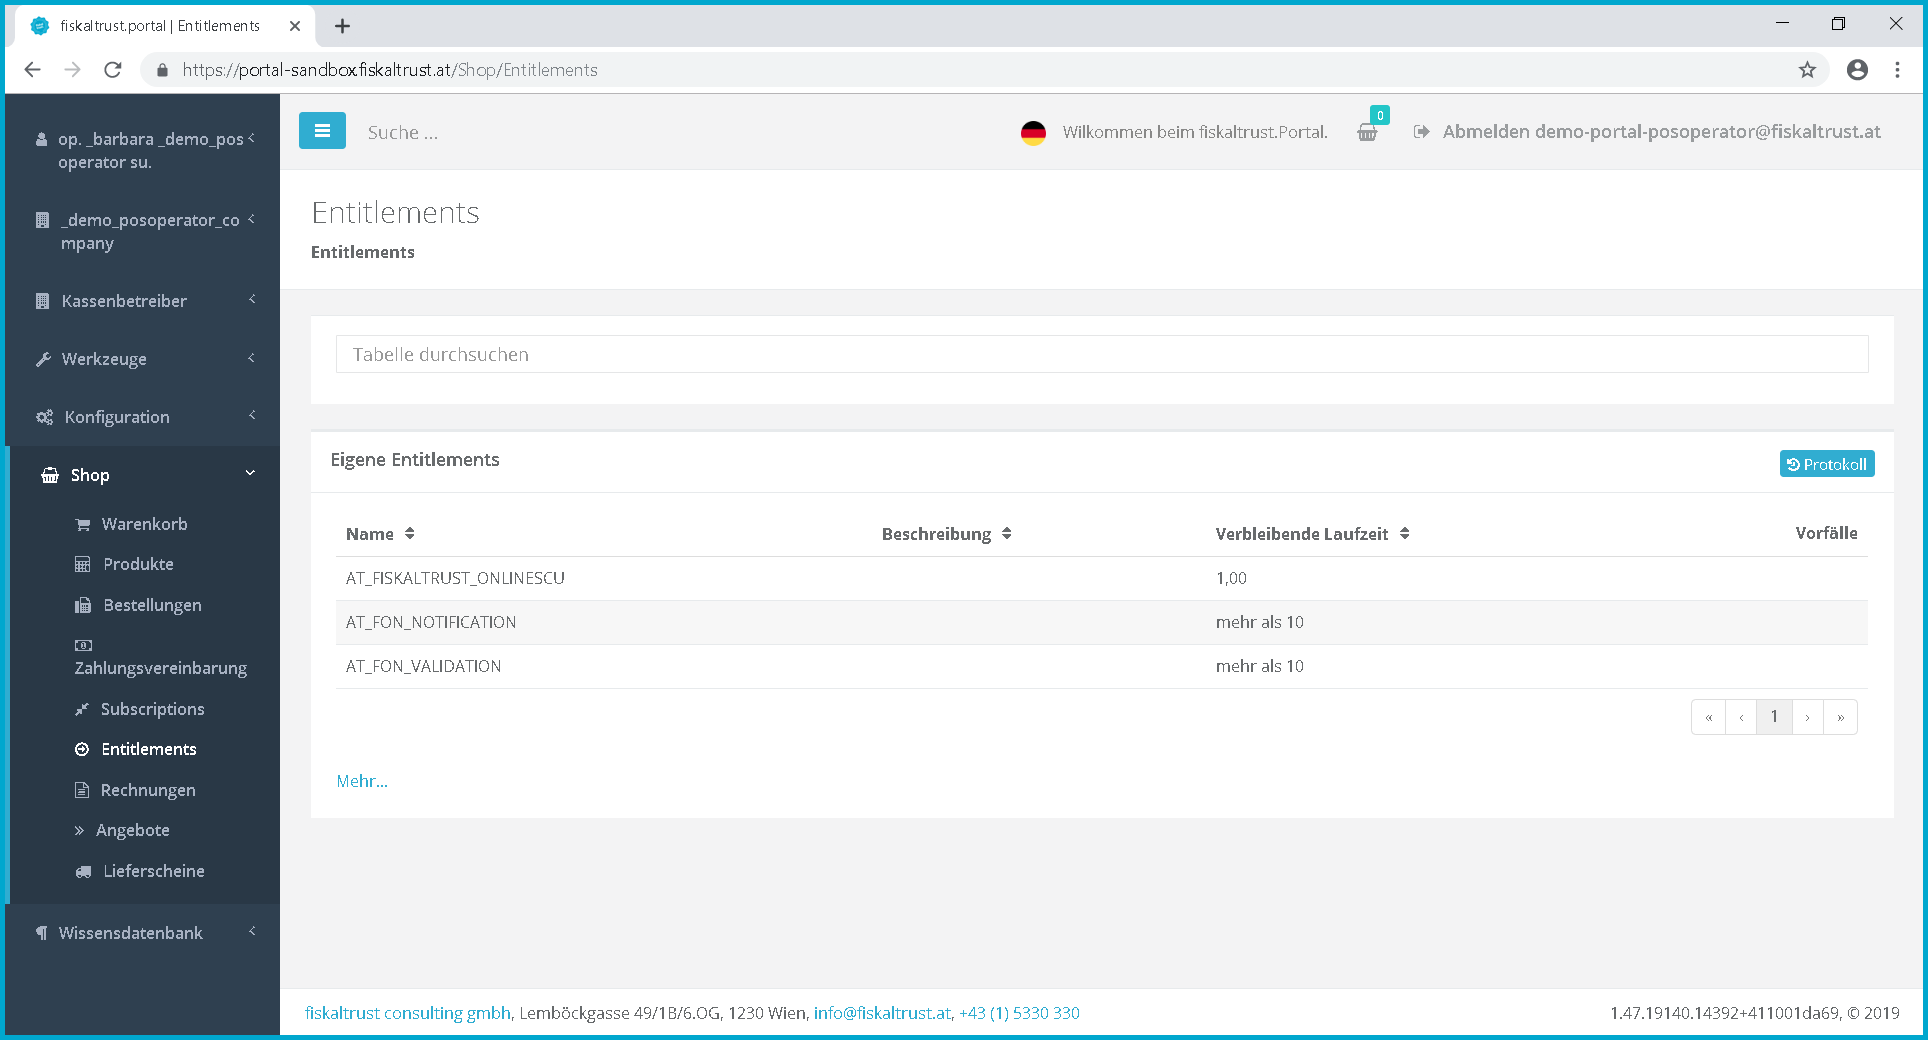 fiskaltrust.portal | Entitlements
https://portal-sandbox.fiskaltrust.at/Shop/Entitlements
op. _barbara _demo_pos
operator su.
_demo_posoperator_co
mpany
Kassenbetreiber
Werkzeuge
Konfiguration
Shop
Warenkorb
Produkte
Bestellungen
Zahlungsvereinbarung
Subscriptions
Entitlements
Rechnungen
Angebote
Lieferscheine
Wissensdatenbank
Suche ...
Wilkommen beim fiskaltrust.Portal.
0
Abmelden demo-portal-posoperator@fiskaltrust.at
Entitlements
Entitlements
Tabelle durchsuchen
Eigene Entitlements
Protokoll
Name Beschreibung Verbleibende Laufzeit Vorfälle
AT_FISKALTRUST_ONLINESCU 1,00
AT_FON_NOTIFICATION mehr als 10
AT_FON_VALIDATION mehr als 10
« ‹ 1 › »
Mehr...
fiskaltrust consulting gmbh, Lemböckgasse 49/1B/6.OG, 1230 Wien, info@fiskaltrust.at, +43 (1) 5330 330
1.47.19140.14392+411001da69, © 2019